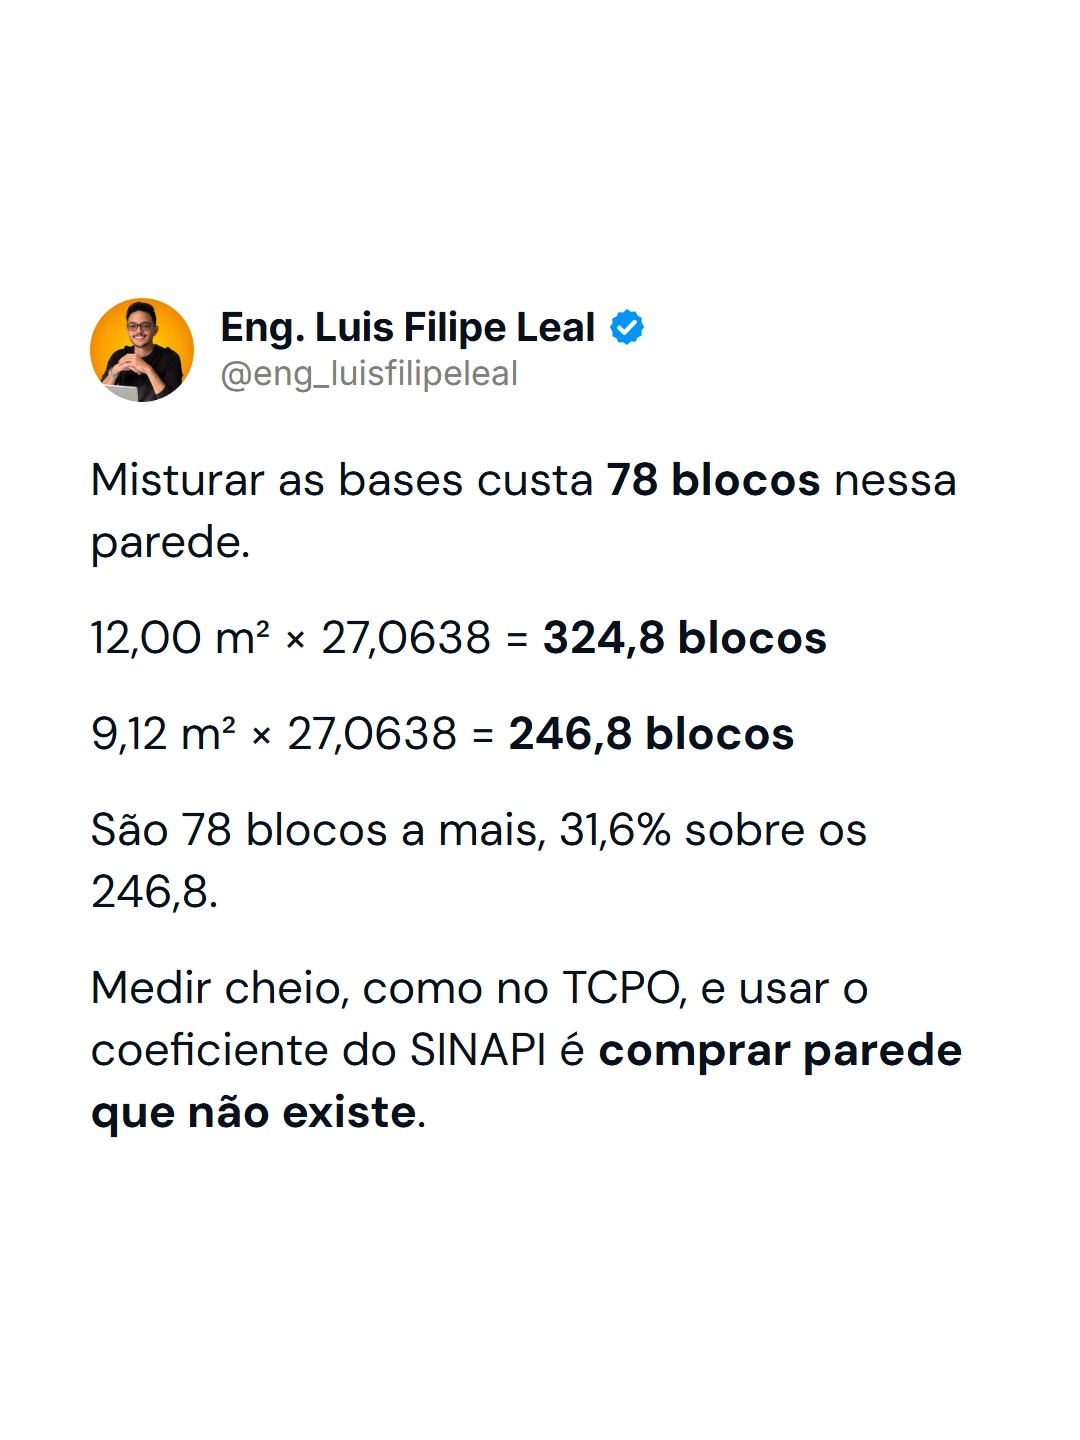 Eng. Luis Filipe Leal
@eng_luisfilipeleal
Misturar as bases custa 78 blocos nessa
parede.
12,00 m² × 27,0638 = 324,8 blocos
9,12 m² × 27,0638 = 246,8 blocos
São 78 blocos a mais, 31,6% sobre os
246,8.
Medir cheio, como no TCPO, e usar o
coeficiente do SINAPI é comprar parede
que não existe.